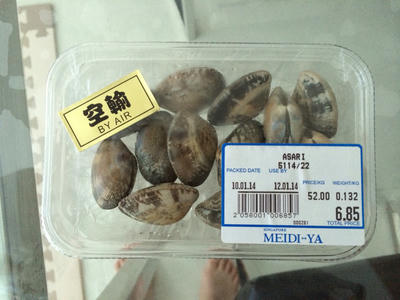 空輸
BY AIR
ASARI
5114/22
PACKED DATE USE BY PRICE/KG WEIGHT/KG
10.01.14 12.01.14 52.00 0.132
2058001006857
6.85
TOTAL PRICE
SINGAPORE
MEIDI-YA